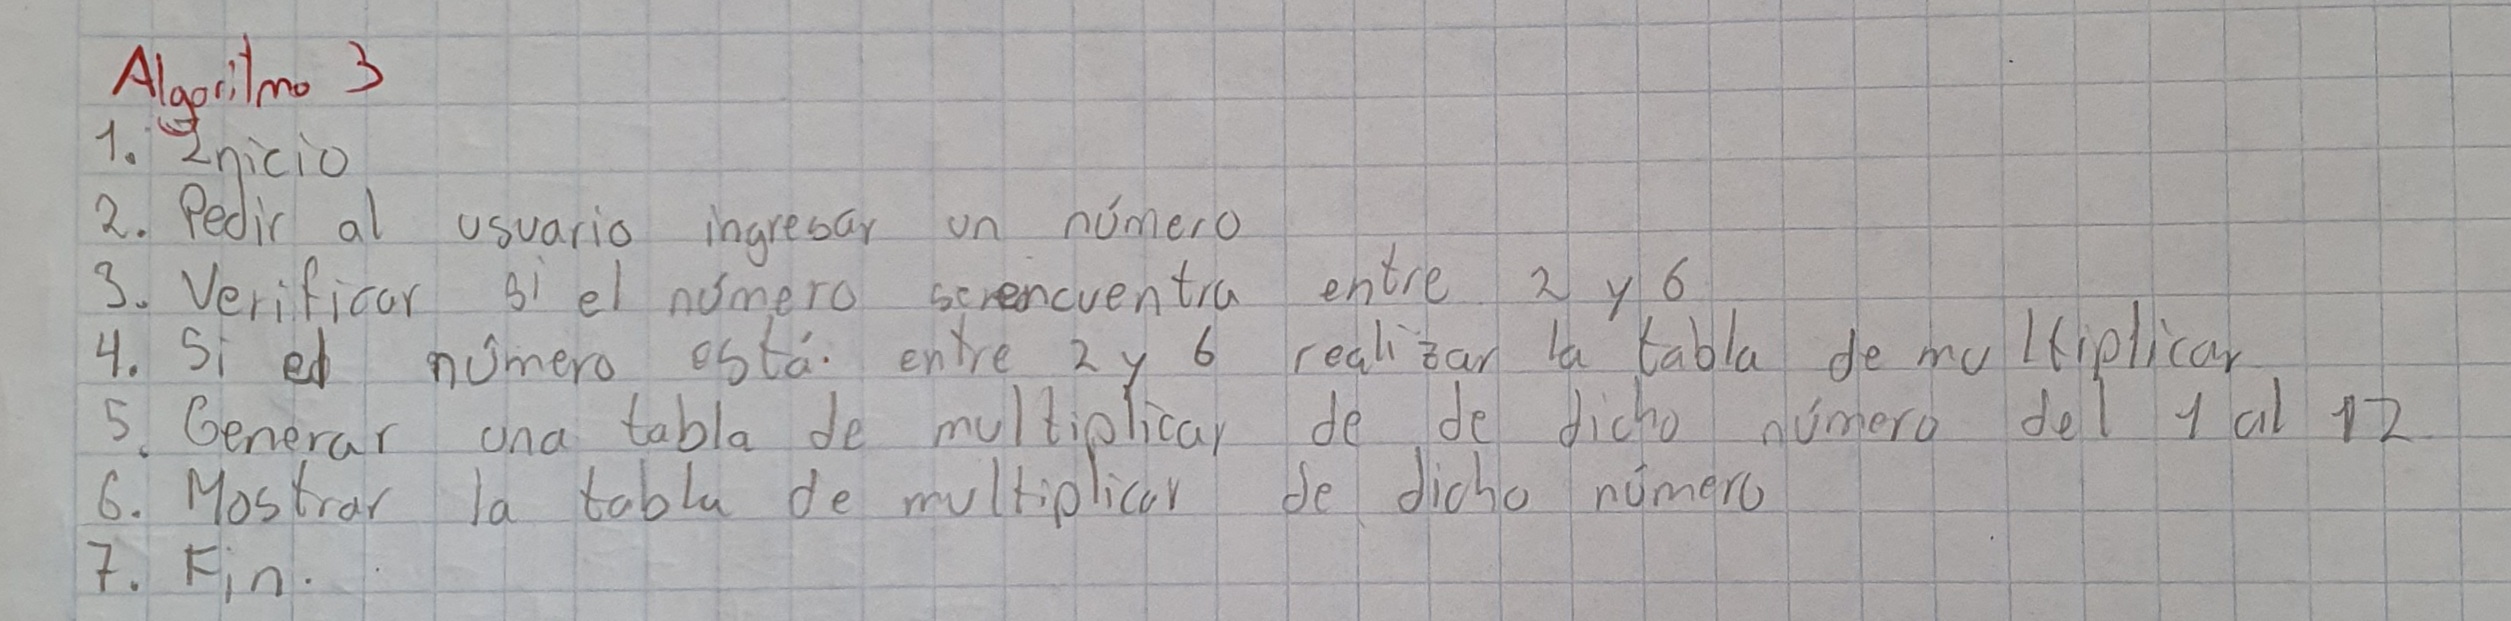 Algoritmo 3
1. Inicio
2. Pedir al usuario ingresar un número
3. Verificar si el número se encuentra entre 2 y 6
4. Si el número está entre 2 y 6 realizar la tabla de multiplicar
5. Generar una tabla de multiplicar de de dicho número del 1 al 12
6. Mostrar la tabla de multiplicar de dicho número
7. Fin.